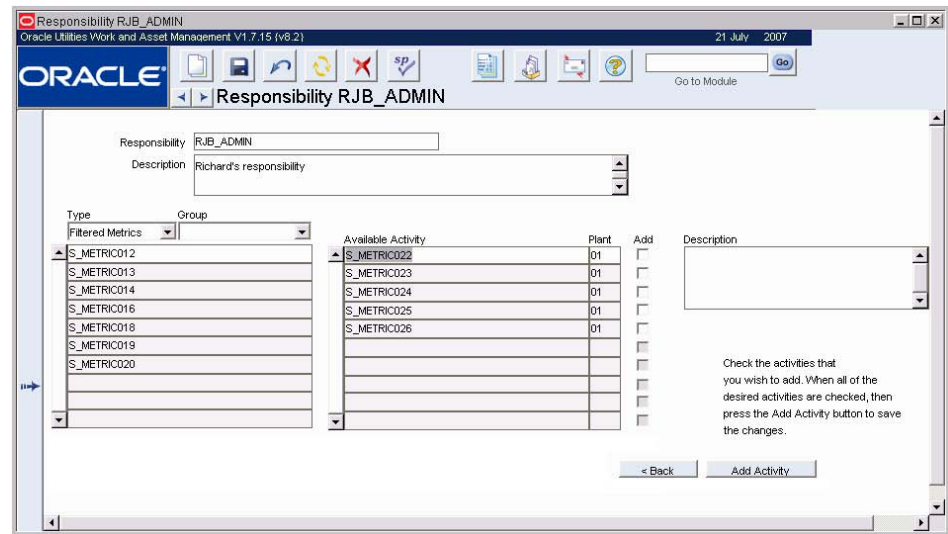 Responsibility RJB_ADMIN
Oracle Utilities Work and Asset Management V1.7.15 (v8.2) 21 July 2007
ORACLE
sp
Go
Go to Module
Responsibility RJB_ADMIN
Responsibility RJB_ADMIN
Description Richard's responsibility
Type Group
Filtered Metrics
Available Activity Plant Add Description
S_METRIC012
S_METRIC013
S_METRIC014
S_METRIC016
S_METRIC018
S_METRIC019
S_METRIC020
S_METRIC022 01
S_METRIC023 01
S_METRIC024 01
S_METRIC025 01
S_METRIC026 01
Check the activities that
you wish to add. When all of the
desired activities are checked, then
press the Add Activity button to save
the changes.
< Back Add Activity